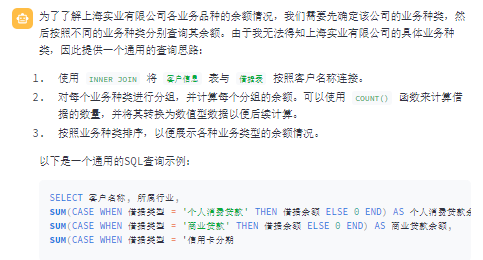 为了了解上海实业有限公司各业务品种的余额情况，我们需要先确定该公司的业务种类，然
后按照不同的业务种类分别查询其余额。由于我无法得知上海实业有限公司的具体业务种
类，因此提供一个通用的查询思路：
1. 使用 INNER JOIN 将 客户信息 表与 借据表 按照客户名称连接。
2. 对每个业务种类进行分组，并计算每个分组的余额。可以使用 COUNT() 函数来计算借
据的数量，并将其转换为数值型数据以便后续计算。
3. 按照业务种类排序，以便展示各种业务类型的余额情况。
以下是一个通用的SQL查询示例：
SELECT 客户名称, 所属行业,
SUM(CASE WHEN 借据类型 = '个人消费贷款' THEN 借据余额 ELSE 0 END) AS 个人消费贷款余
SUM(CASE WHEN 借据类型 = '商业贷款' THEN 借据余额 ELSE 0 END) AS 商业贷款余额,
SUM(CASE WHEN 借据类型 = '信用卡分期